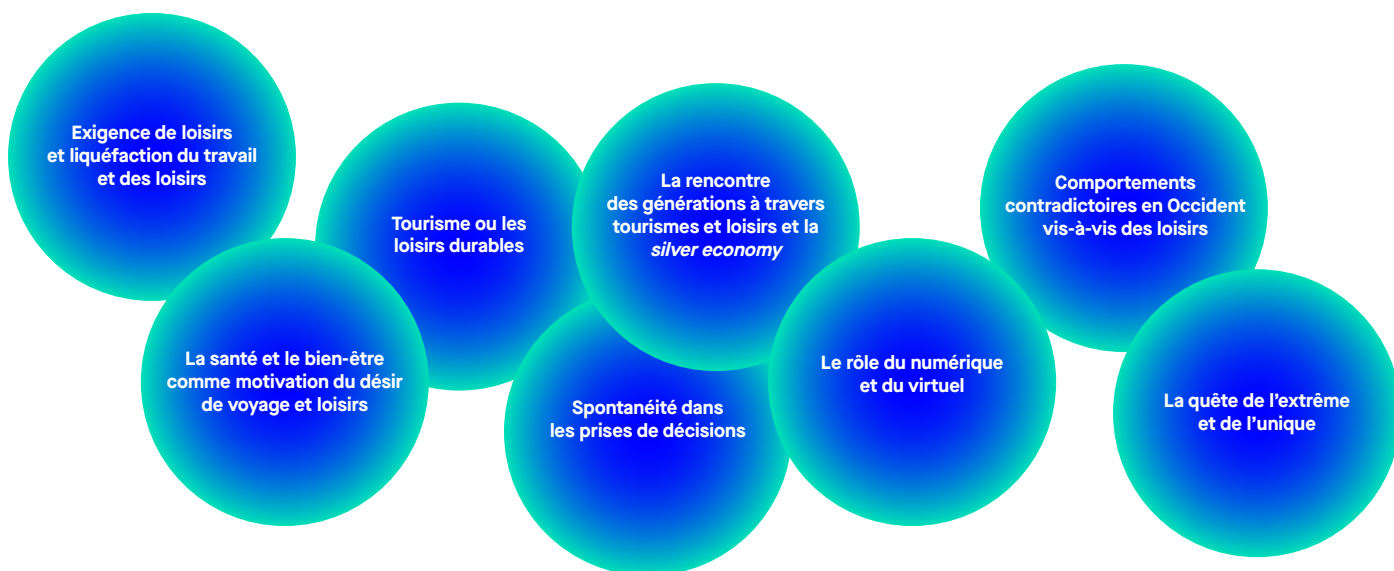 Exigence de loisirs
et liquéfaction du travail
et des loisirs
La santé et le bien-être
comme motivation du désir
de voyage et loisirs
Tourisme ou les
loisirs durables
Spontanéité dans
les prises de décisions
La rencontre
des générations à travers
tourismes et loisirs et la
silver economy
Le rôle du numérique
et du virtuel
Comportements
contradictoires en Occident
vis-à-vis des loisirs
La quête de l’extrême
et de l’unique